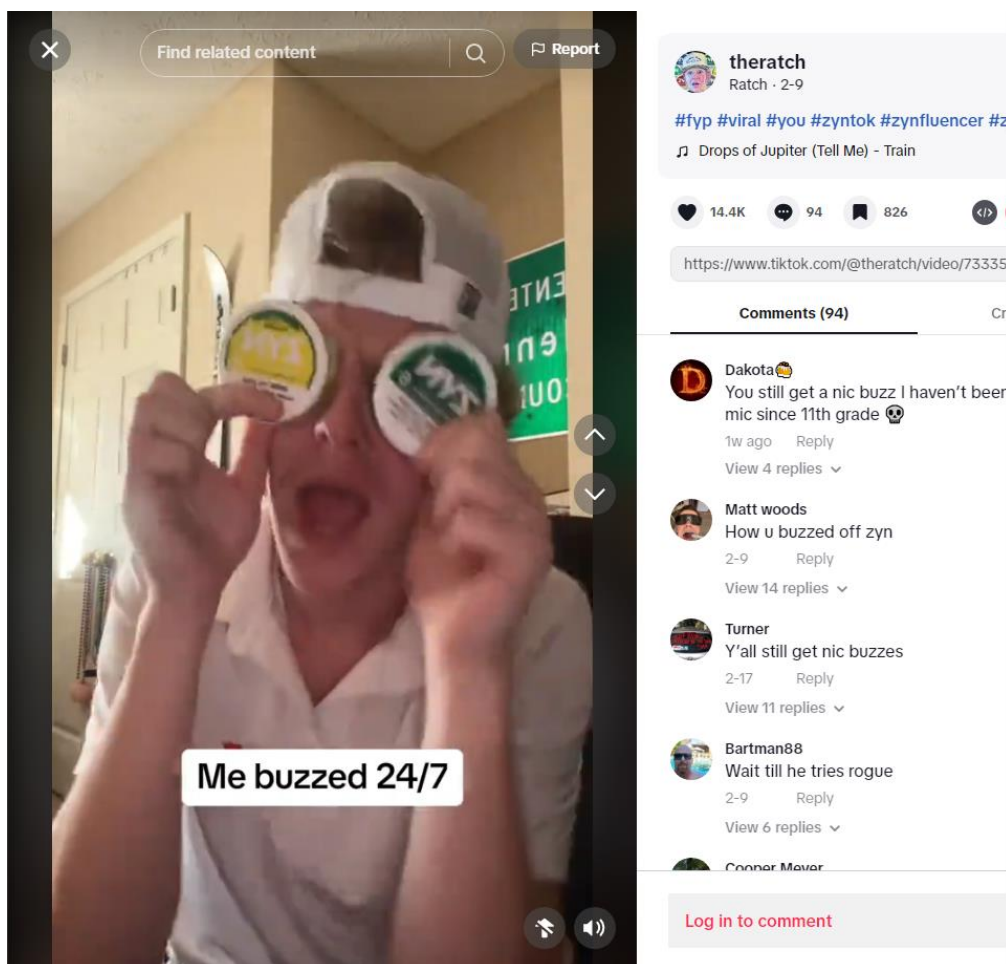 Find related content
Report
theratch
Ratch · 2-9
#fyp #viral #you #zyntok #zynfluencer
Drops of Jupiter (Tell Me) - Train
14.4K
94
826
https://www.tiktok.com/@theratch/video/73335
Comments (94)
ZYN
ZYN
Me buzzed 24/7
Dakota
You still get a nic buzz I haven't been
mic since 11th grade 💀
1w ago Reply
View 4 replies
Matt woods
How u buzzed off zyn
2-9 Reply
View 14 replies
Turner
Y'all still get nic buzzes
2-17 Reply
View 11 replies
Bartman88
Wait till he tries rogue
2-9 Reply
View 6 replies
Cooper Meyer
Log in to comment